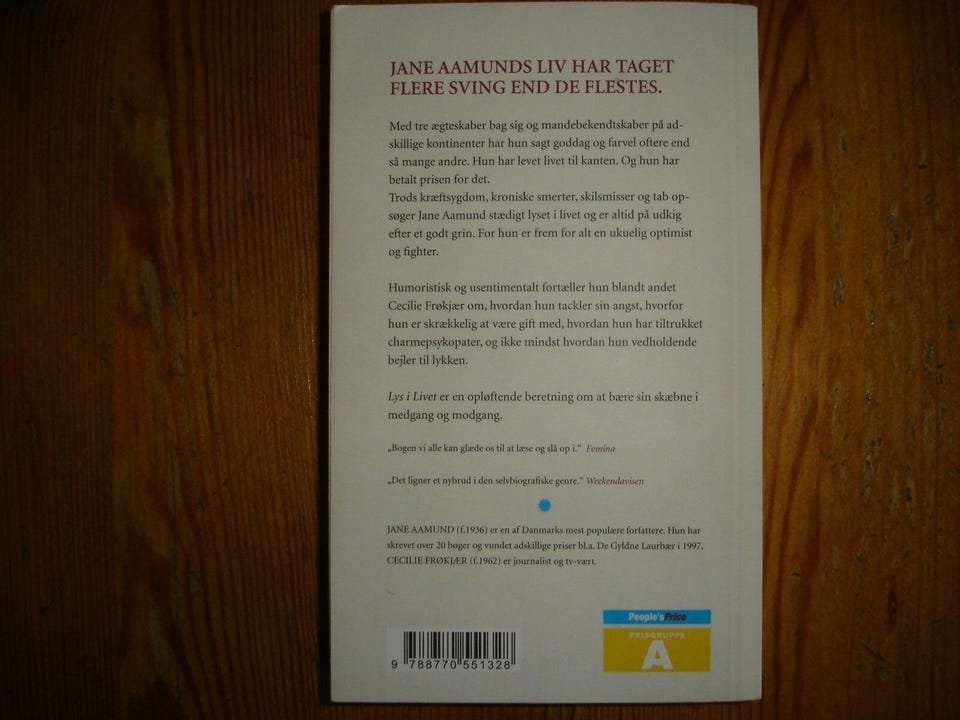 JANE AAMUNDS LIV HAR TAGET
FLERE SVING END DE FLESTES.
Med tre ægteskaber bag sig og mandebekendtskaber på ad-
skillige kontinenter har hun sagt goddag og farvel oftere end
så mange andre. Hun har levet livet til kanten. Og hun har
betalt prisen for det.
Trods kræftsygdom, kroniske smerter, skilsmisser og tab op-
søger Jane Aamund stædigt lyset i livet og er altid på udkig
efter et godt grin. For hun er frem for alt en ukuelig optimist
og fighter.
Humoristisk og usentimentalt fortæller hun blandt andet
Cecilie Frøkjær om, hvordan hun tackler sin angst, hvorfor
hun er skrækkelig at være gift med, hvordan hun har tiltrukket
charmepsykopater, og ikke mindst hvordan hun vedholdende
bejler til lykken.
Lys i Livet er en opløftende beretning om at bære sin skæbne i
medgang og modgang.
„Bogen vi alle kan glæde os til at læse og slå op i.“ Femina
„Det ligner et nybrud i den selvbiografiske genre.“ Weekendavisen
JANE AAMUND (f.1936) er en af Danmarks mest populære forfattere. Hun har
skrevet over 20 bøger og vundet adskillige priser bl.a. De Gyldne Laurbær i 1997.
CECILIE FRØKJÆR (f.1962) er journalist og tv-vært.
People'sPrice
PRISGRUPPE
A
9 788770 551328